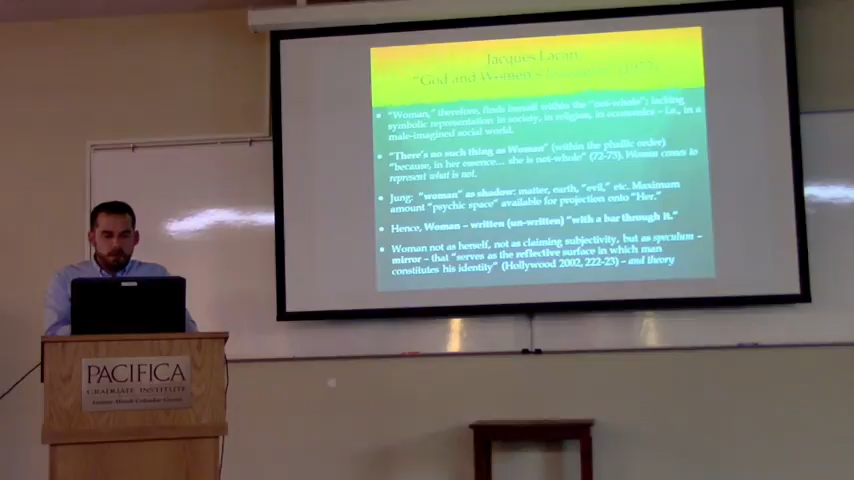 Jacques Lacan,
"God and Women's
• "Woman," therefore, finds herself within the "not-whole"; lacking
symbolic representation in society, in religion, in economics – i.e., in a
male-imagined social world.
• "There's no such thing as Woman" (within the phallic order)
"because, in her essence... she is not-whole" (72-73). Woman comes to
represent what is not.
• Jung: "woman" as shadow: matter, earth, "evil," etc. Maximum
amount "psychic space" available for projection onto "Her."
• Hence, Woman – written (un-written) "with a bar through it."
• Woman not as herself, not as claiming subjectivity, but as speculum –
mirror – that "serves as the reflective surface in which man
constitutes his identity" (Hollywood 2002, 222-23) – and theory
PACIFICA
GRADUATE INSTITUTE